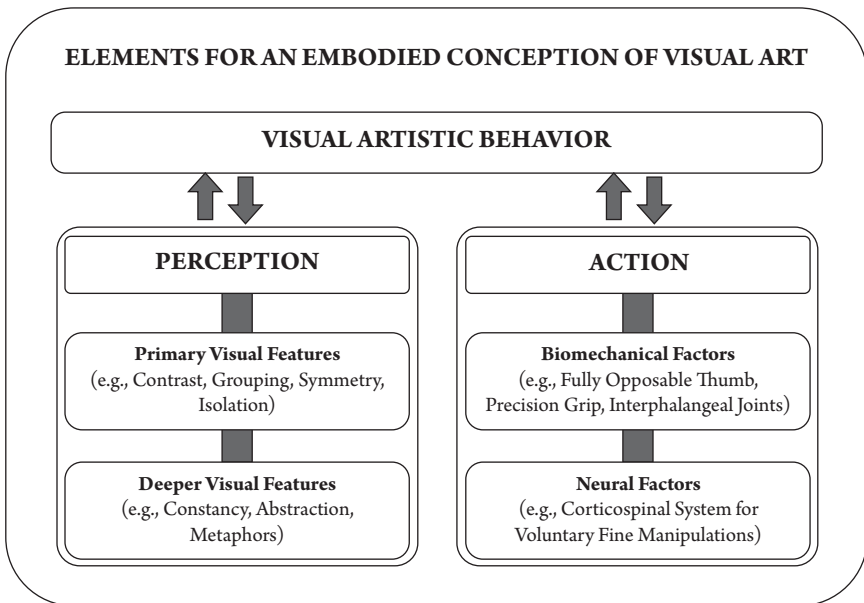 ELEMENTS FOR AN EMBODIED CONCEPTION OF VISUAL ART
VISUAL ARTISTIC BEHAVIOR
PERCEPTION
Primary Visual Features
(e.g., Contrast, Grouping, Symmetry,
Isolation)
Deeper Visual Features
(e.g., Constancy, Abstraction,
Metaphors)
ACTION
Biomechanical Factors
(e.g., Fully Opposable Thumb,
Precision Grip, Interphalangeal Joints)
Neural Factors
(e.g., Corticospinal System for
Voluntary Fine Manipulations)